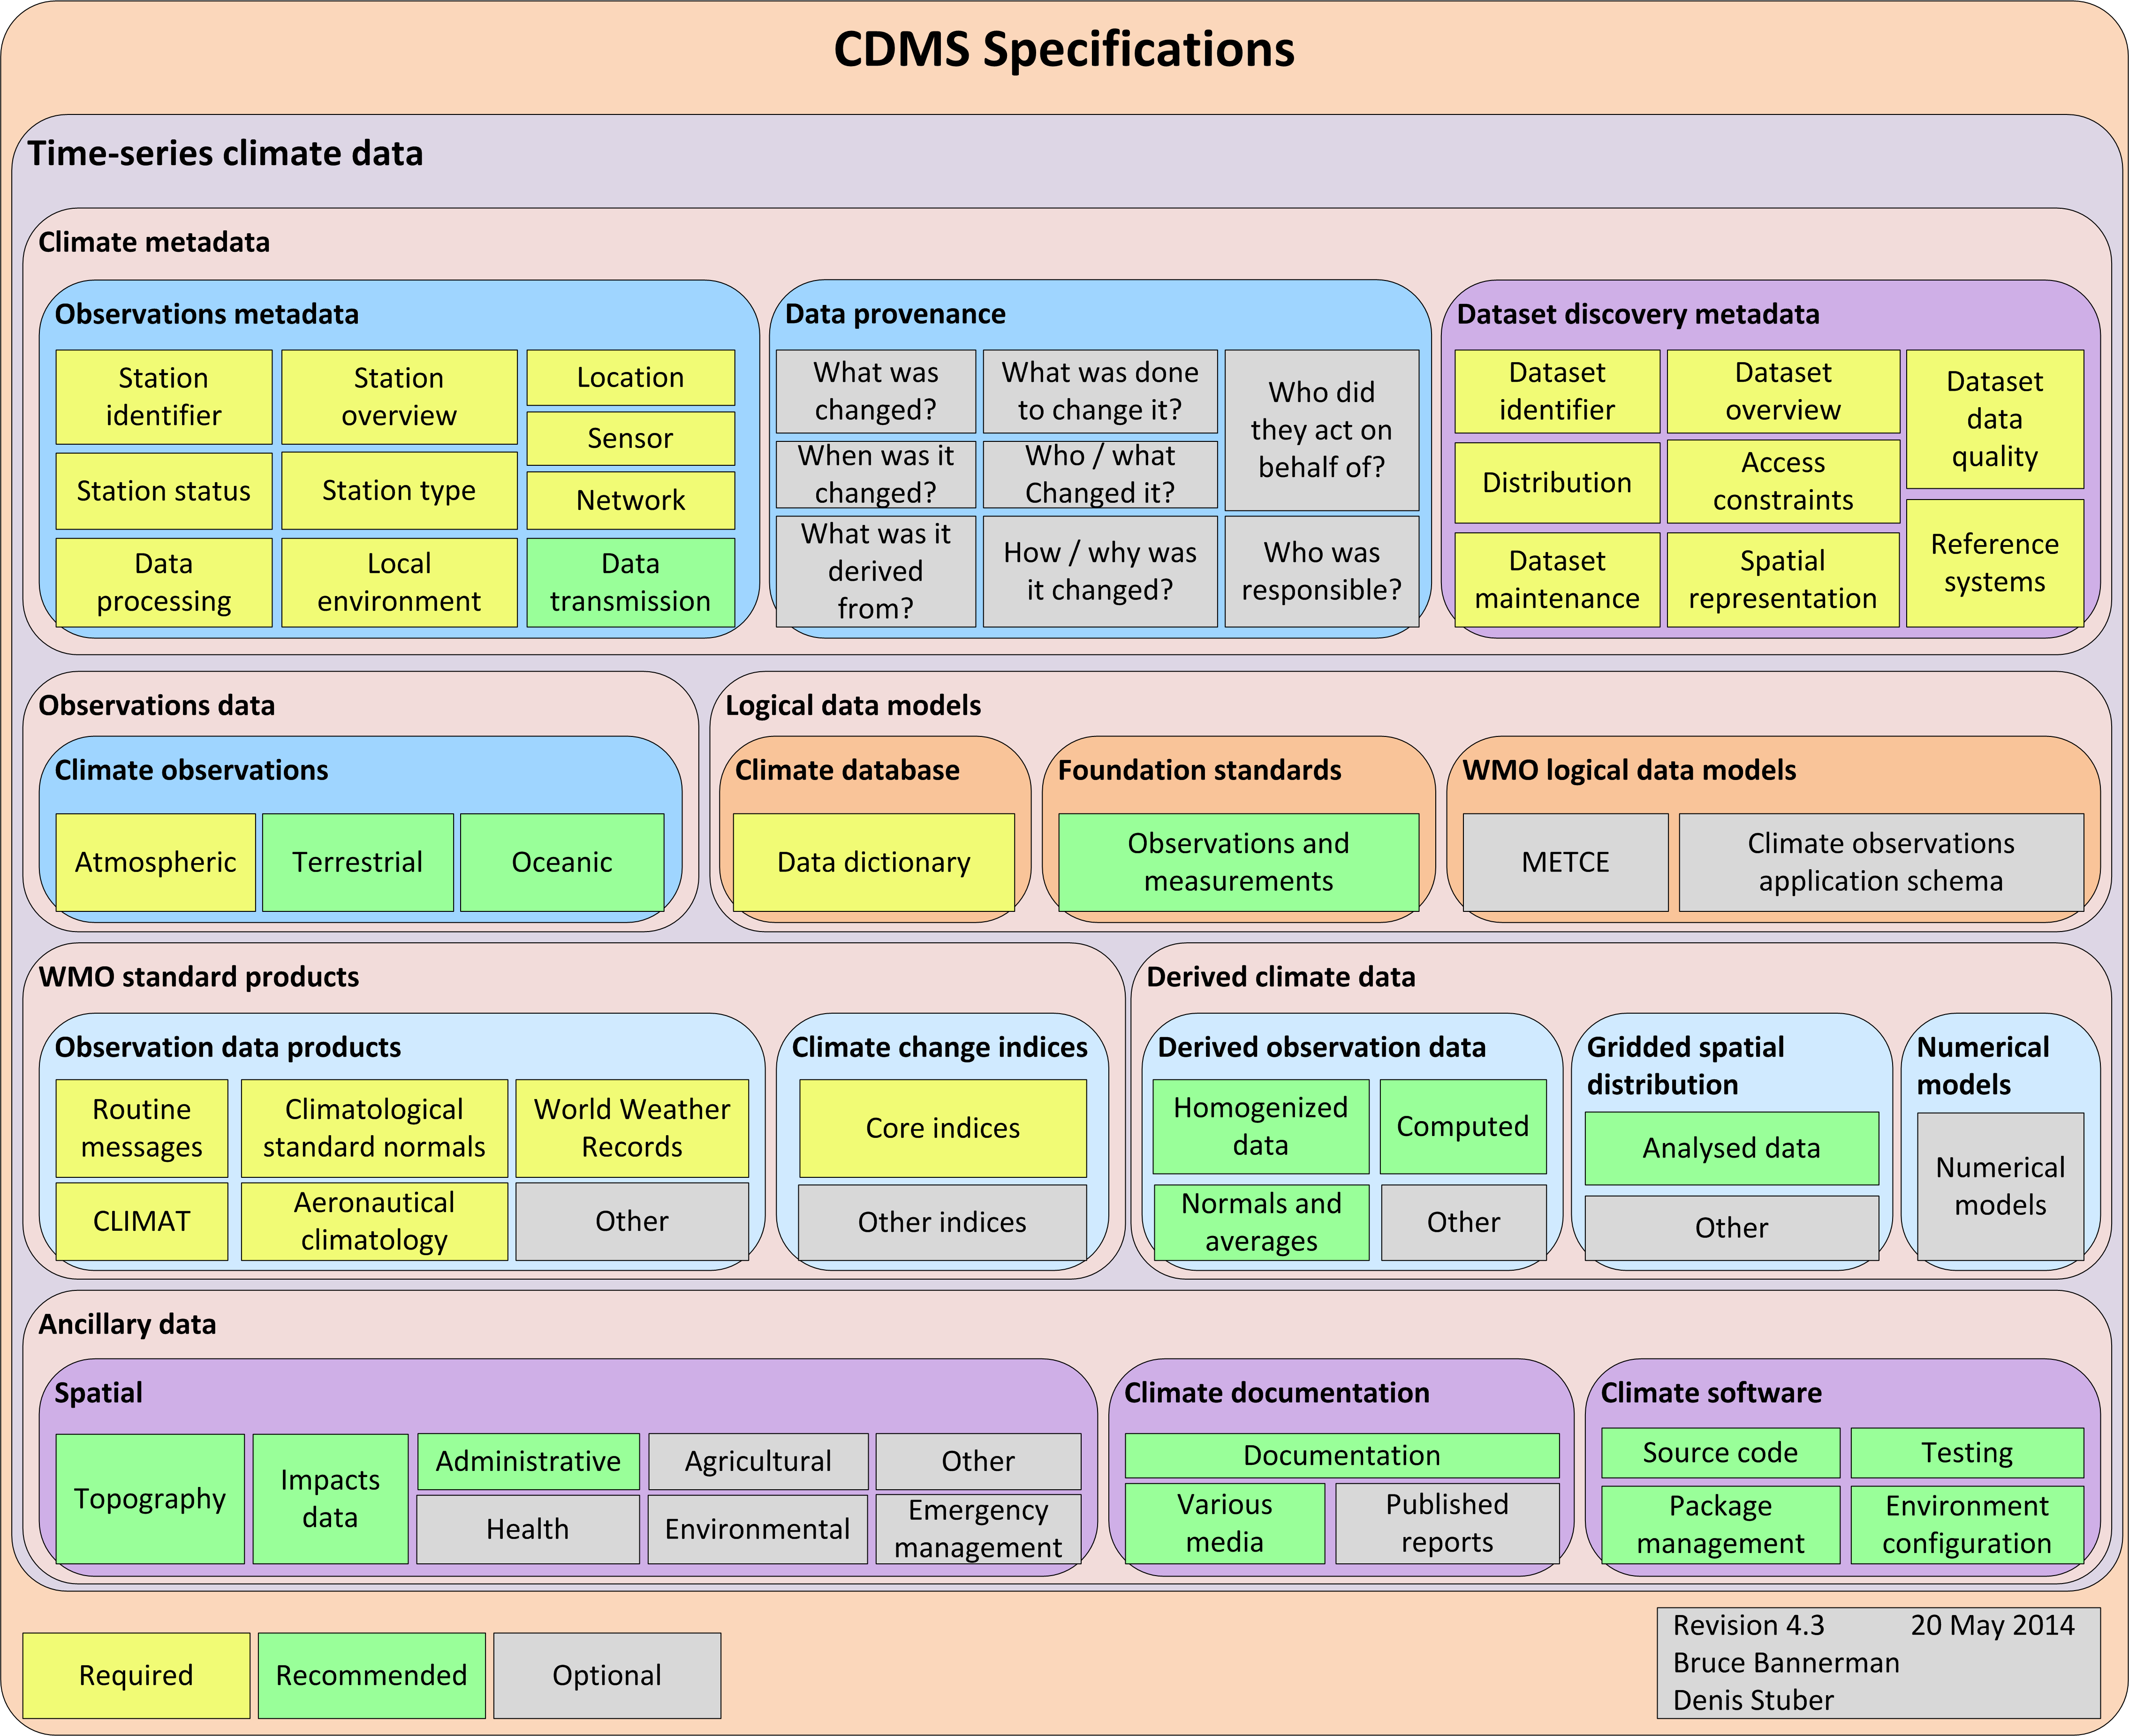 CDMS Specifications
Time-series climate data
Climate metadata
Observations metadata
Station
identifier
Station
overview
Location
Sensor
Station status
Station type
Network
Data
processing
Local
environment
Data
transmission
Data provenance
What was
changed?
What was done
to change it?
Who did
they act on
behalf of?
When was it
changed?
Who / what
Changed it?
What was it
derived
from?
How / why was
it changed?
Who was
responsible?
Dataset discovery metadata
Dataset
identifier
Dataset
overview
Dataset
data
quality
Distribution
Access
constraints
Dataset
maintenance
Spatial
representation
Reference
systems
Observations data
Climate observations
Atmospheric
Terrestrial
Oceanic
Logical data models
Climate database
Data dictionary
Foundation standards
Observations and
measurements
WMO logical data models
METCE
Climate observations
application schema
WMO standard products
Observation data products
Routine
messages
Climatological
standard normals
World Weather
Records
CLIMAT
Aeronautical
climatology
Other
Climate change indices
Core indices
Other indices
Derived climate data
Derived observation data
Homogenized
data
Computed
Normals and
averages
Other
Gridded spatial
distribution
Analysed data
Other
Numerical
models
Numerical
models
Ancillary data
Spatial
Topography
Impacts
data
Administrative
Agricultural
Other
Health
Environmental
Emergency
management
Climate documentation
Documentation
Various
media
Published
reports
Climate software
Source code
Testing
Package
management
Environment
configuration
Required
Recommended
Optional
Revision 4.3 20 May 2014
Bruce Bannerman
Denis Stuber